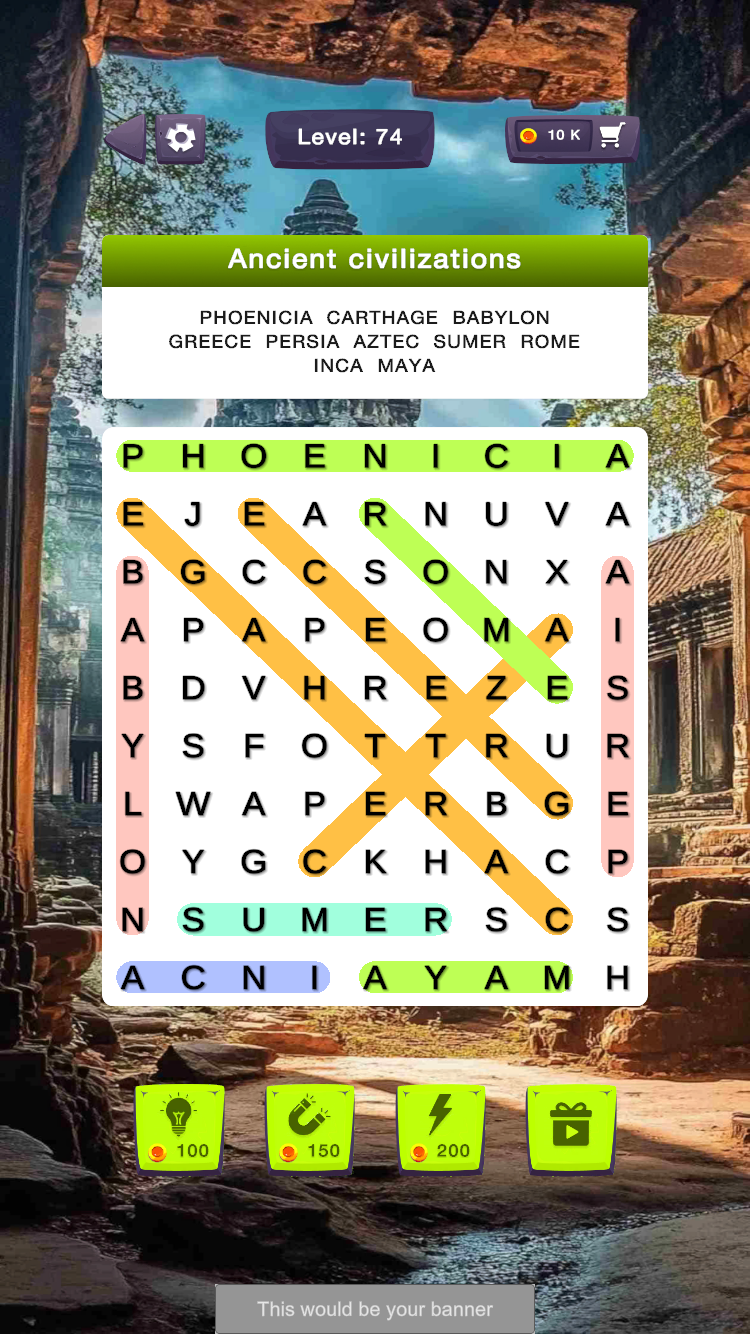 Level: 74
10 K
Ancient civilizations
PHOENICIA CARTHAGE BABYLON
GREECE PERSIA AZTEC SUMER ROME
INCA MAYA
P H O E N I C I A
E J E A R N U V A
B G C C S O N X A
A P A P E O M A I
B D V H R E Z E S
Y S F O T T R U R
L W A P E R B G E
O Y G C K H A C P
N S U M E R S C S
A C N I A Y A M H
100 150 200
This would be your banner